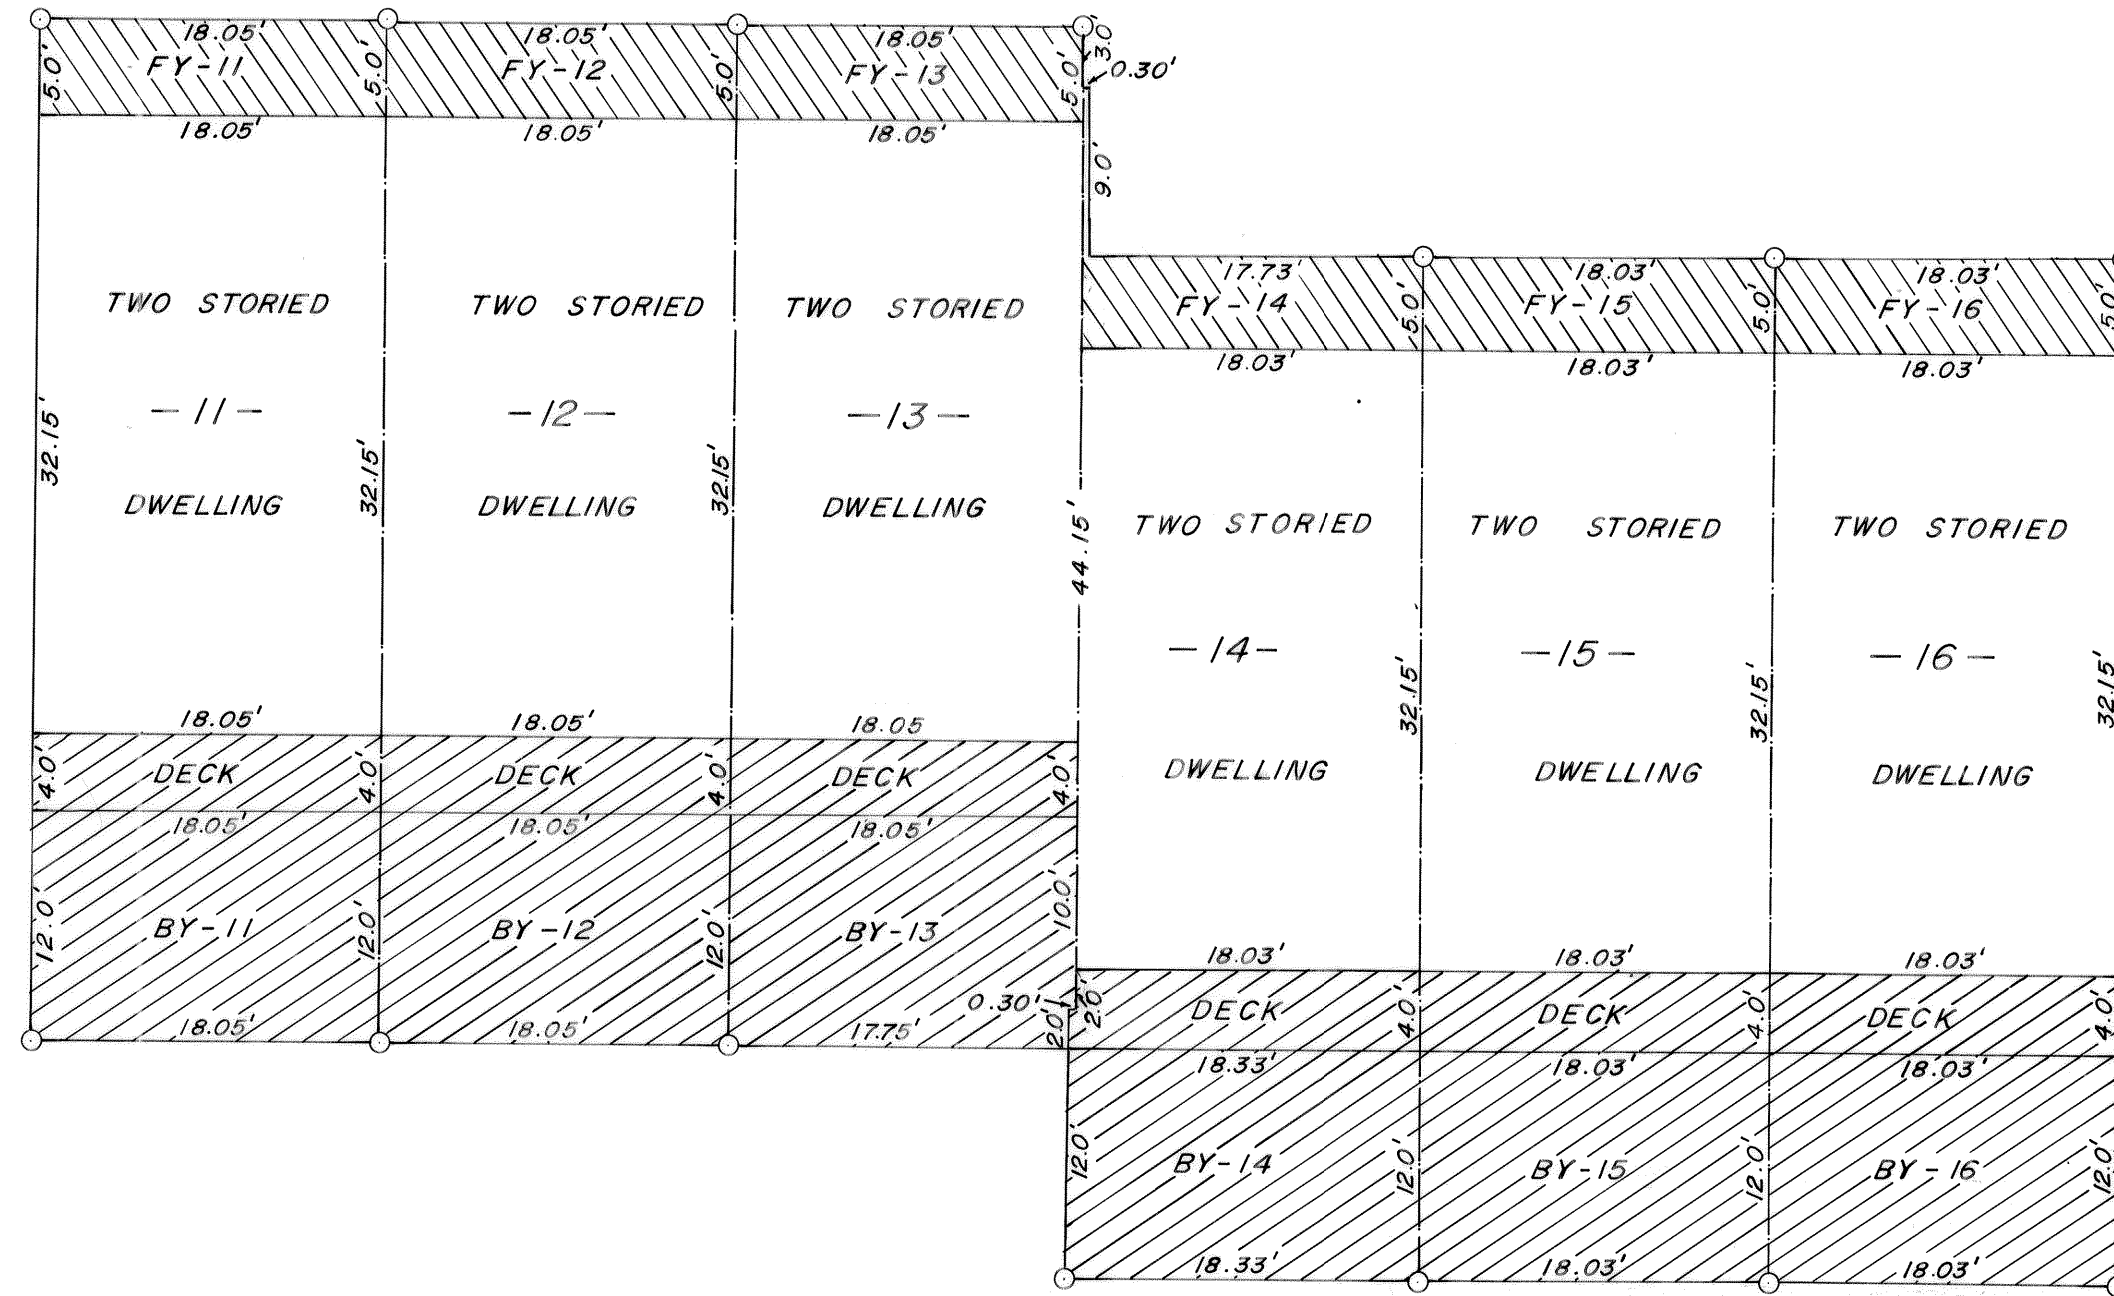 18.05' 18.05' 18.05' 3.0'
5.0' FY-11 5.0' FY-12 5.0' FY-13 5.0' 0.30'
18.05' 18.05' 18.05'
9.0'
17.73' 18.03' 18.03'
FY-14 5.0' FY-15 5.0' FY-16 5.0'
TWO STORIED TWO STORIED TWO STORIED
18.03' 18.03' 18.03'
-11- -12- -13-
32.15' 32.15' 32.15'
DWELLING DWELLING DWELLING
44.15'
TWO STORIED TWO STORIED TWO STORIED
-14- -15- -16-
32.15' 32.15' 32.15'
18.05' 18.05' 18.05
4.0' DECK 4.0' DECK 4.0' DECK 4.0'
DWELLING DWELLING DWELLING
18.05' 18.05' 18.05'
12.0' BY-11 12.0' BY-12 12.0' BY-13 10.0'
18.03' 18.03' 18.03'
0.30' 2.0' DECK 4.0' DECK 4.0' DECK 4.0'
18.05' 18.05' 17.75' 2.0'
18.33' 18.03' 18.03'
12.0' BY-14 12.0' BY-15 12.0' BY-16 12.0'
18.33' 18.03' 18.03'